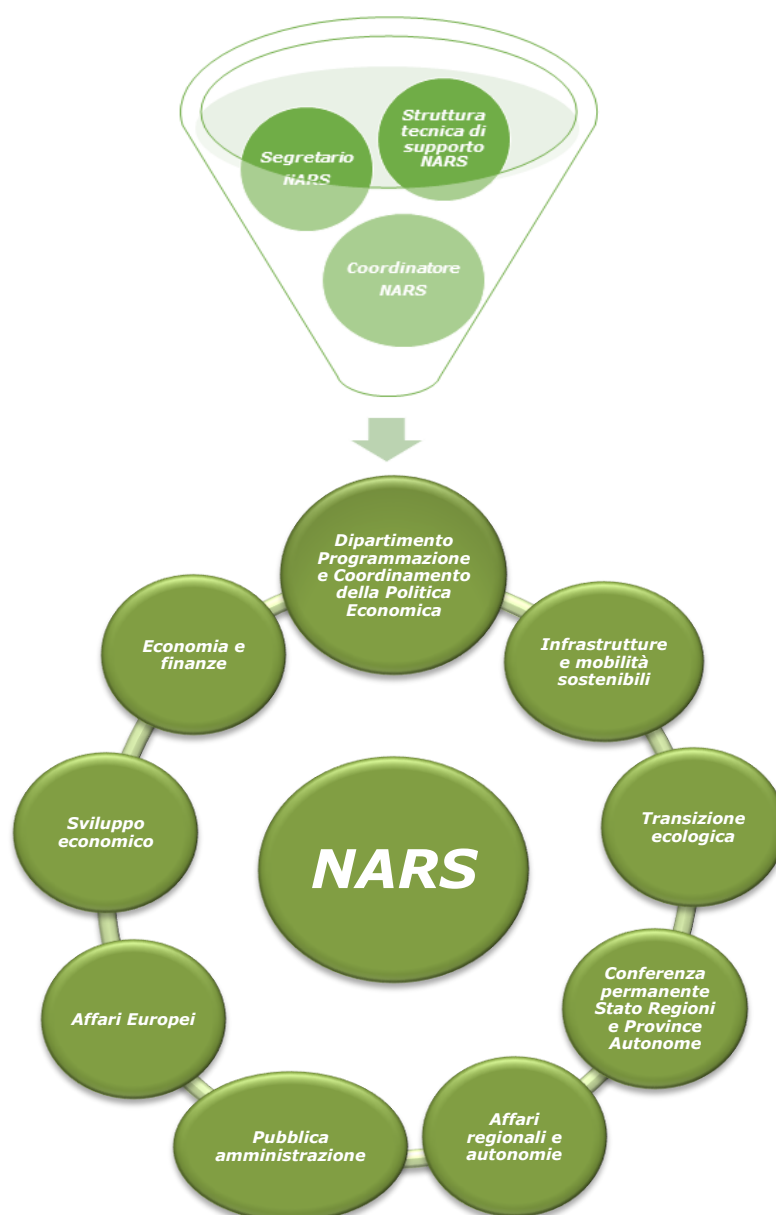 Struttura
tecnica di
supporto
NARS
Segretario
NARS
Coordinatore
NARS
Dipartimento
Programmazione
e Coordinamento
della Politica
Economica
Economia e
finanze
Infrastrutture
e mobilità
sostenibili
Sviluppo
economico
Transizione
ecologica
NARS
Affari Europei
Conferenza
permanente
Stato Regioni
e Province
Autonome
Pubblica
amministrazione
Affari
regionali e
autonomie